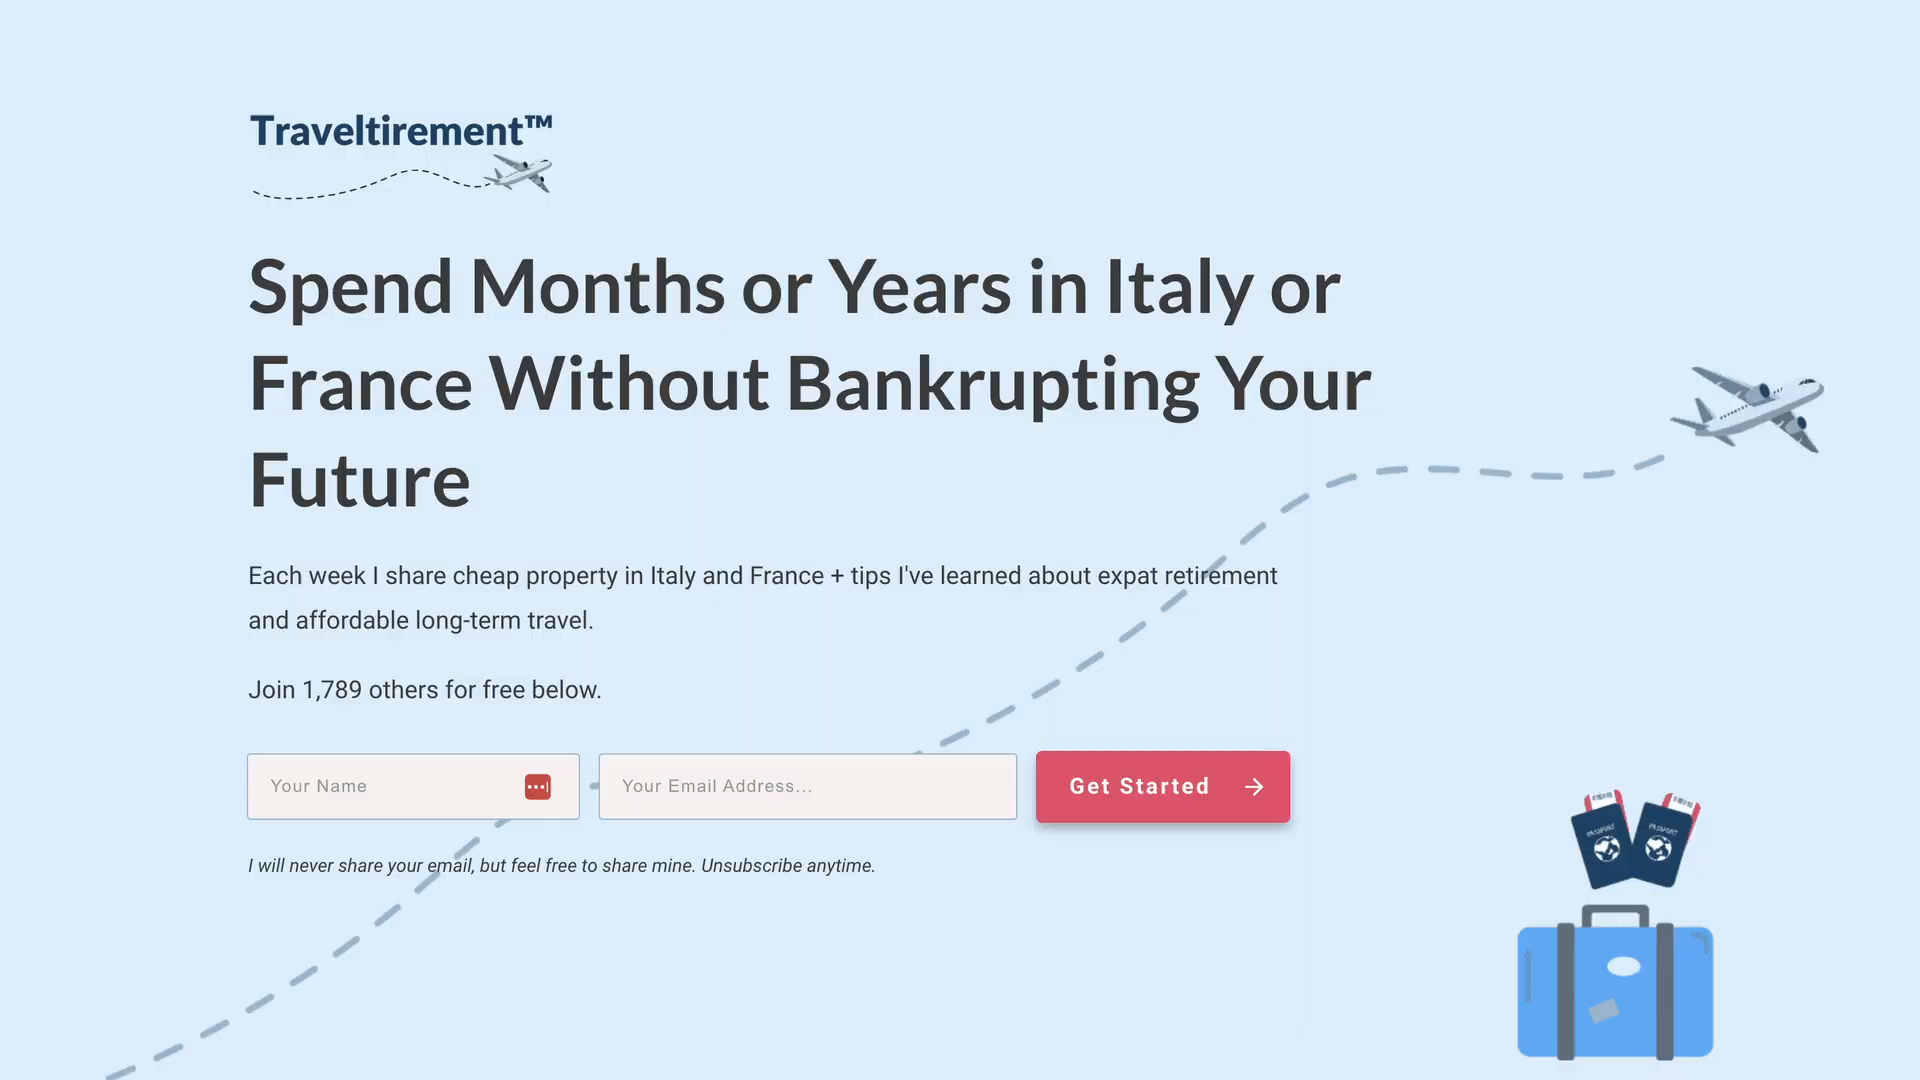 Traveltirement™
Spend Months or Years in Italy or
France Without Bankrupting Your
Future
Each week I share cheap property in Italy and France + tips I've learned about expat retirement
and affordable long-term travel.
Join 1,789 others for free below.
Your Name
Your Email Address...
Get Started
I will never share your email, but feel free to share mine. Unsubscribe anytime.
PASSPORT
PASSPORT